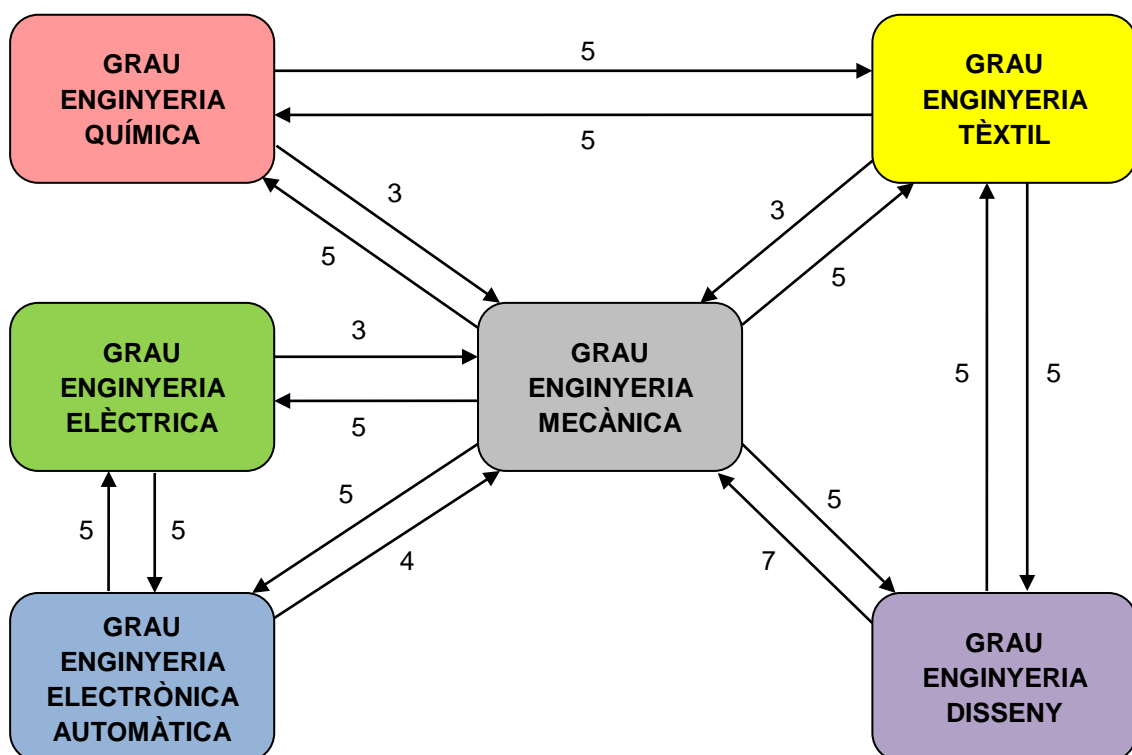 GRAU
ENGINYERIA
QUÍMICA
5
5
GRAU
ENGINYERIA
TÈXTIL
3
5
3
5
GRAU
ENGINYERIA
ELÈCTRICA
3
5
GRAU
ENGINYERIA
MECÀNICA
5
5
5
5
5
4
5
7
GRAU
ENGINYERIA
ELECTRÒNICA
AUTOMÀTICA
GRAU
ENGINYERIA
DISSENY